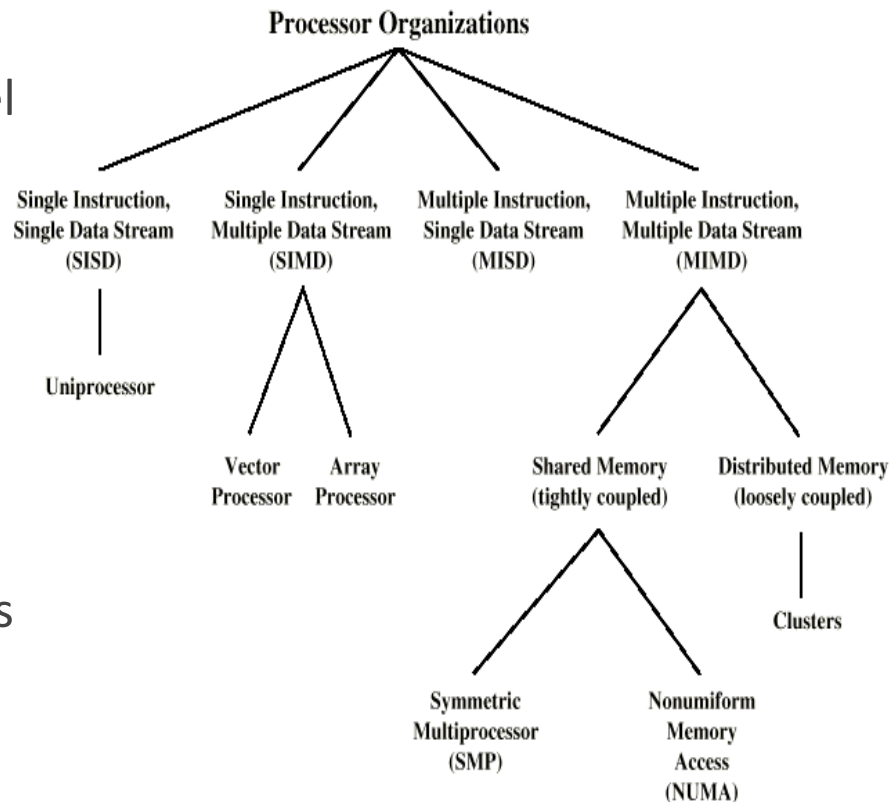 Processor Organizations
Single Instruction,
Single Data Stream
(SISD)
Single Instruction,
Multiple Data Stream
(SIMD)
Multiple Instruction,
Single Data Stream
(MISD)
Multiple Instruction,
Multiple Data Stream
(MIMD)
Uniprocessor
Vector
Processor
Array
Processor
Shared Memory
(tightly coupled)
Distributed Memory
(loosely coupled)
Clusters
Symmetric
Multiprocessor
(SMP)
Nonumiform
Memory
Access
(NUMA)